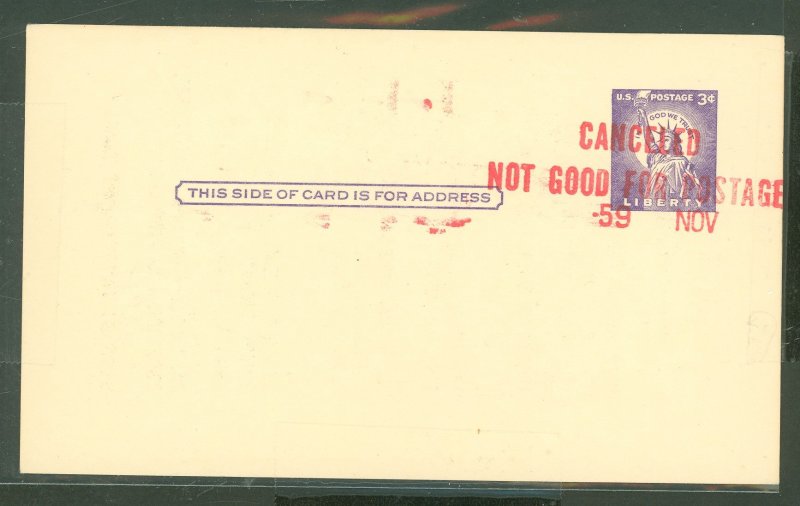 U.S. POSTAGE 3¢
IN GOD WE TRUST
CANCELED
NOT GOOD FOR POSTAGE
THIS SIDE OF CARD IS FOR ADDRESS
LIBERTY
59 NOV